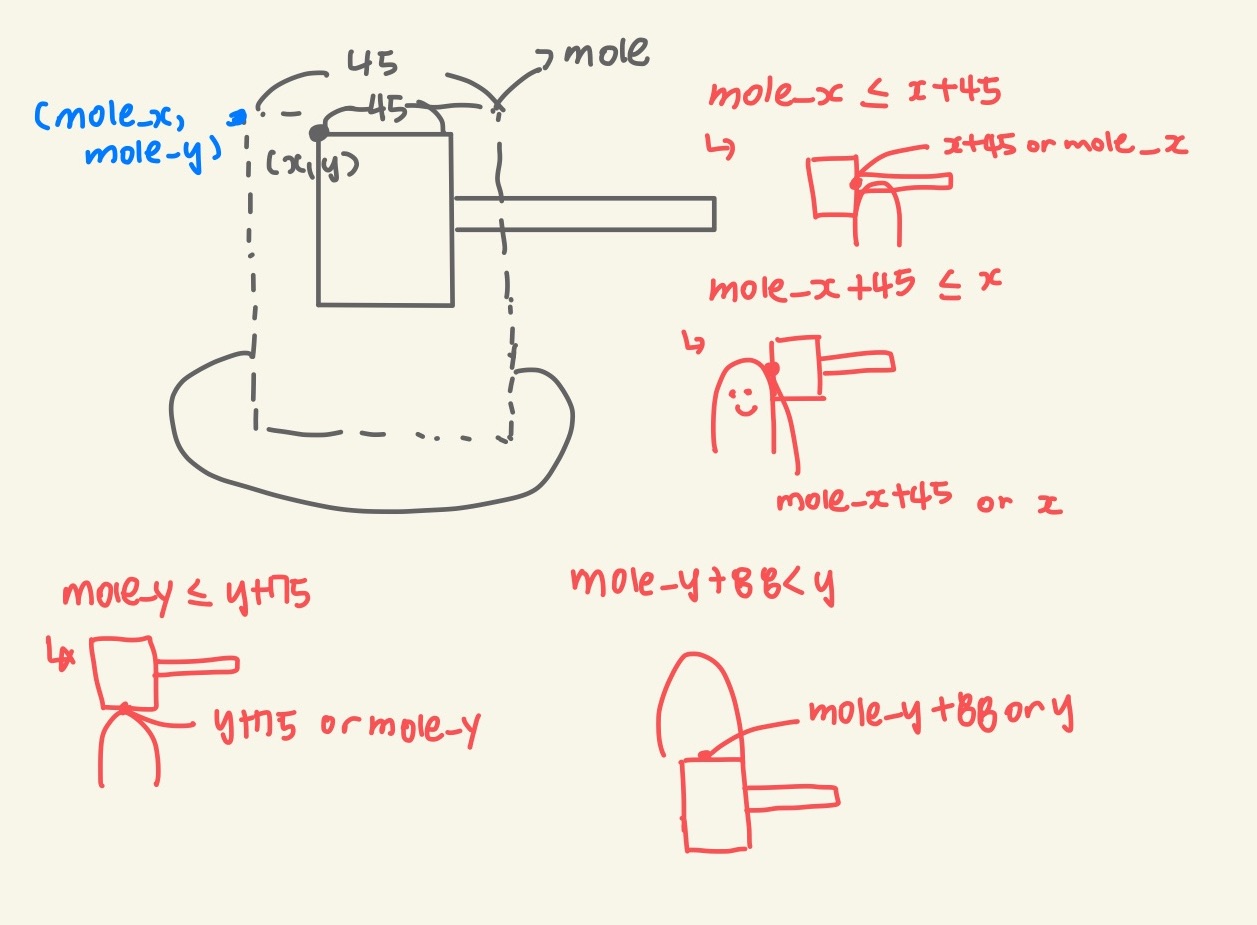 45
mole
45
(mole_x,
mole-y)
(x,y)
mole_x ≤ x+45
x+45 or mole_x
mole_x+45 ≤ x
mole_x+45 or x
mole_y ≤ y+75
y+75 or mole_y
mole_y+88<y
mole_y+88 or y